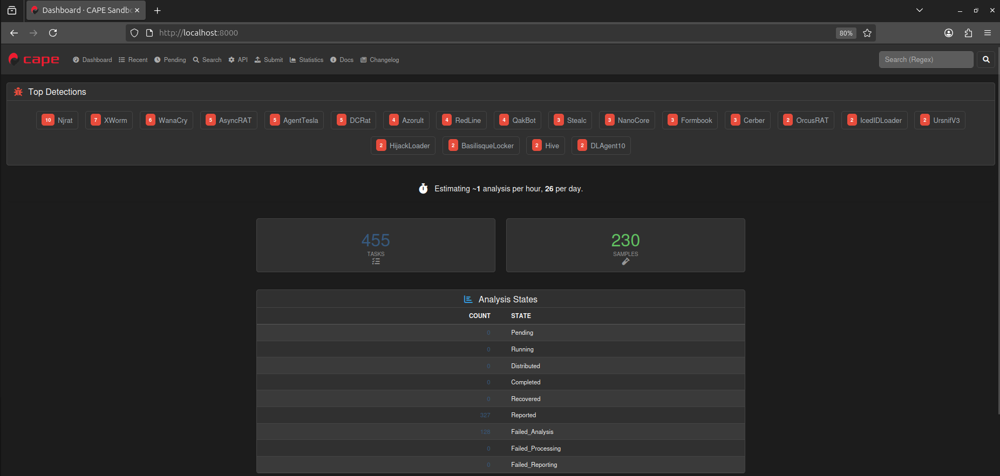 Dashboard · CAPE Sandb
http://localhost:8000
80%
cape Dashboard Recent Pending Search API Submit Statistics Docs Changelog Search (Regex)
Top Detections
10 Njrat 7 XWorm 6 WanaCry 5 AsyncRAT 5 AgentTesla 5 DCRat 4 Azorult 4 RedLine 4 QakBot 3 Stealc 3 NanoCore 3 Formbook 3 Cerber 2 OrcusRAT 2 IcedIDLoader 2 UrsnifV3
2 HijackLoader 2 BasilisqueLocker 2 Hive 2 DLAgent10
Estimating ~1 analysis per hour, 26 per day.
455
TASKS
230
SAMPLES
Analysis States
COUNT STATE
0 Pending
0 Running
0 Distributed
0 Completed
0 Recovered
327 Reported
128 Failed_Analysis
0 Failed_Processing
0 Failed_Reporting